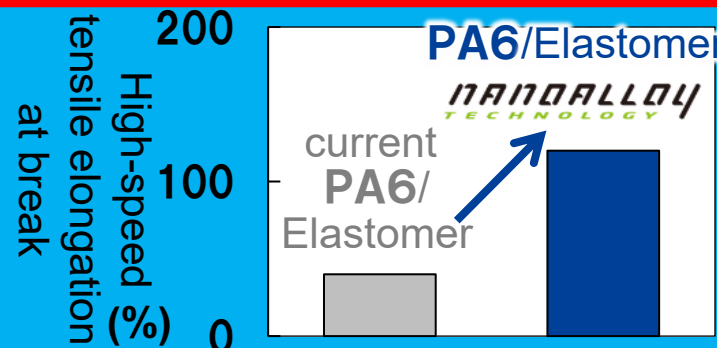 High-speed
tensile elongation
at break
(%)
200
100
0
current
PA6/
Elastomer
PA6/Elastomer
NANOALLOY
TECHNOLOGY